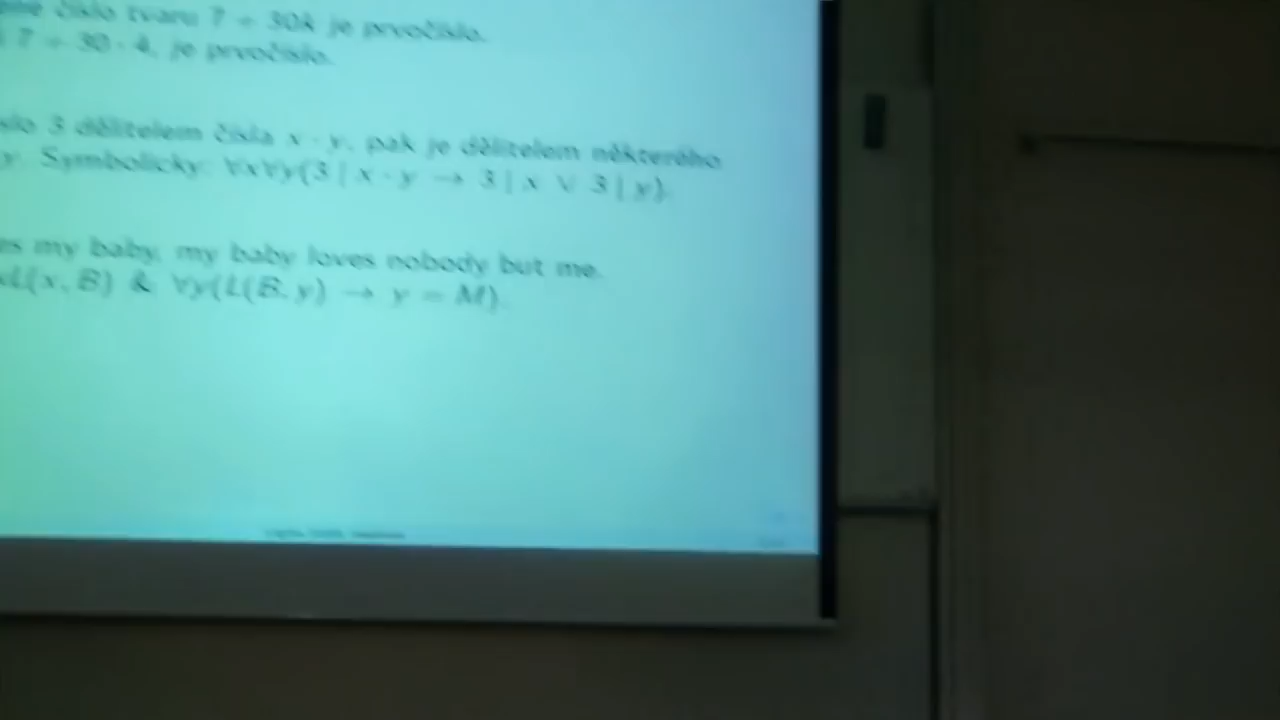 číslo tvaru 7 + 30k je prvočíslo.
7 + 30 · 4, je prvočíslo.
3 dělitelem čísla x · y, pak je dělitelem některého
y. Symbolicky: ∀x∀y(3 | x · y → 3 | x ∨ 3 | y).
my baby, my baby loves nobody but me.
L(x, B) & ∀y(L(B, y) → y = M).